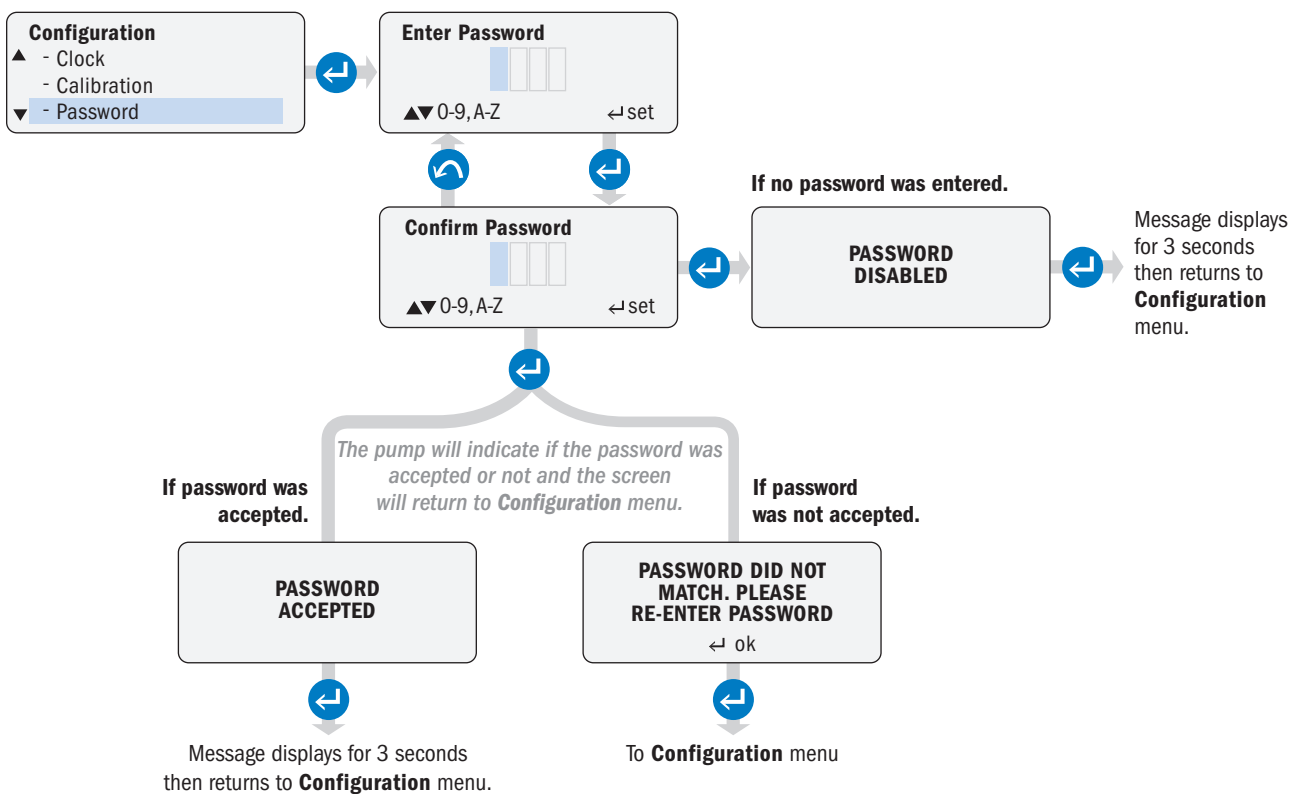 Configuration
▲ - Clock
- Calibration
▼ - Password
Enter Password
▲▼ 0-9, A-Z ↵ set
Confirm Password
▲▼ 0-9, A-Z ↵ set
If no password was entered.
PASSWORD
DISABLED
Message displays
for 3 seconds
then returns to
Configuration
menu.
The pump will indicate if the password was
accepted or not and the screen
will return to Configuration menu.
If password was
accepted.
PASSWORD
ACCEPTED
Message displays for 3 seconds
then returns to Configuration menu.
If password
was not accepted.
PASSWORD DID NOT
MATCH. PLEASE
RE-ENTER PASSWORD
↵ ok
To Configuration menu